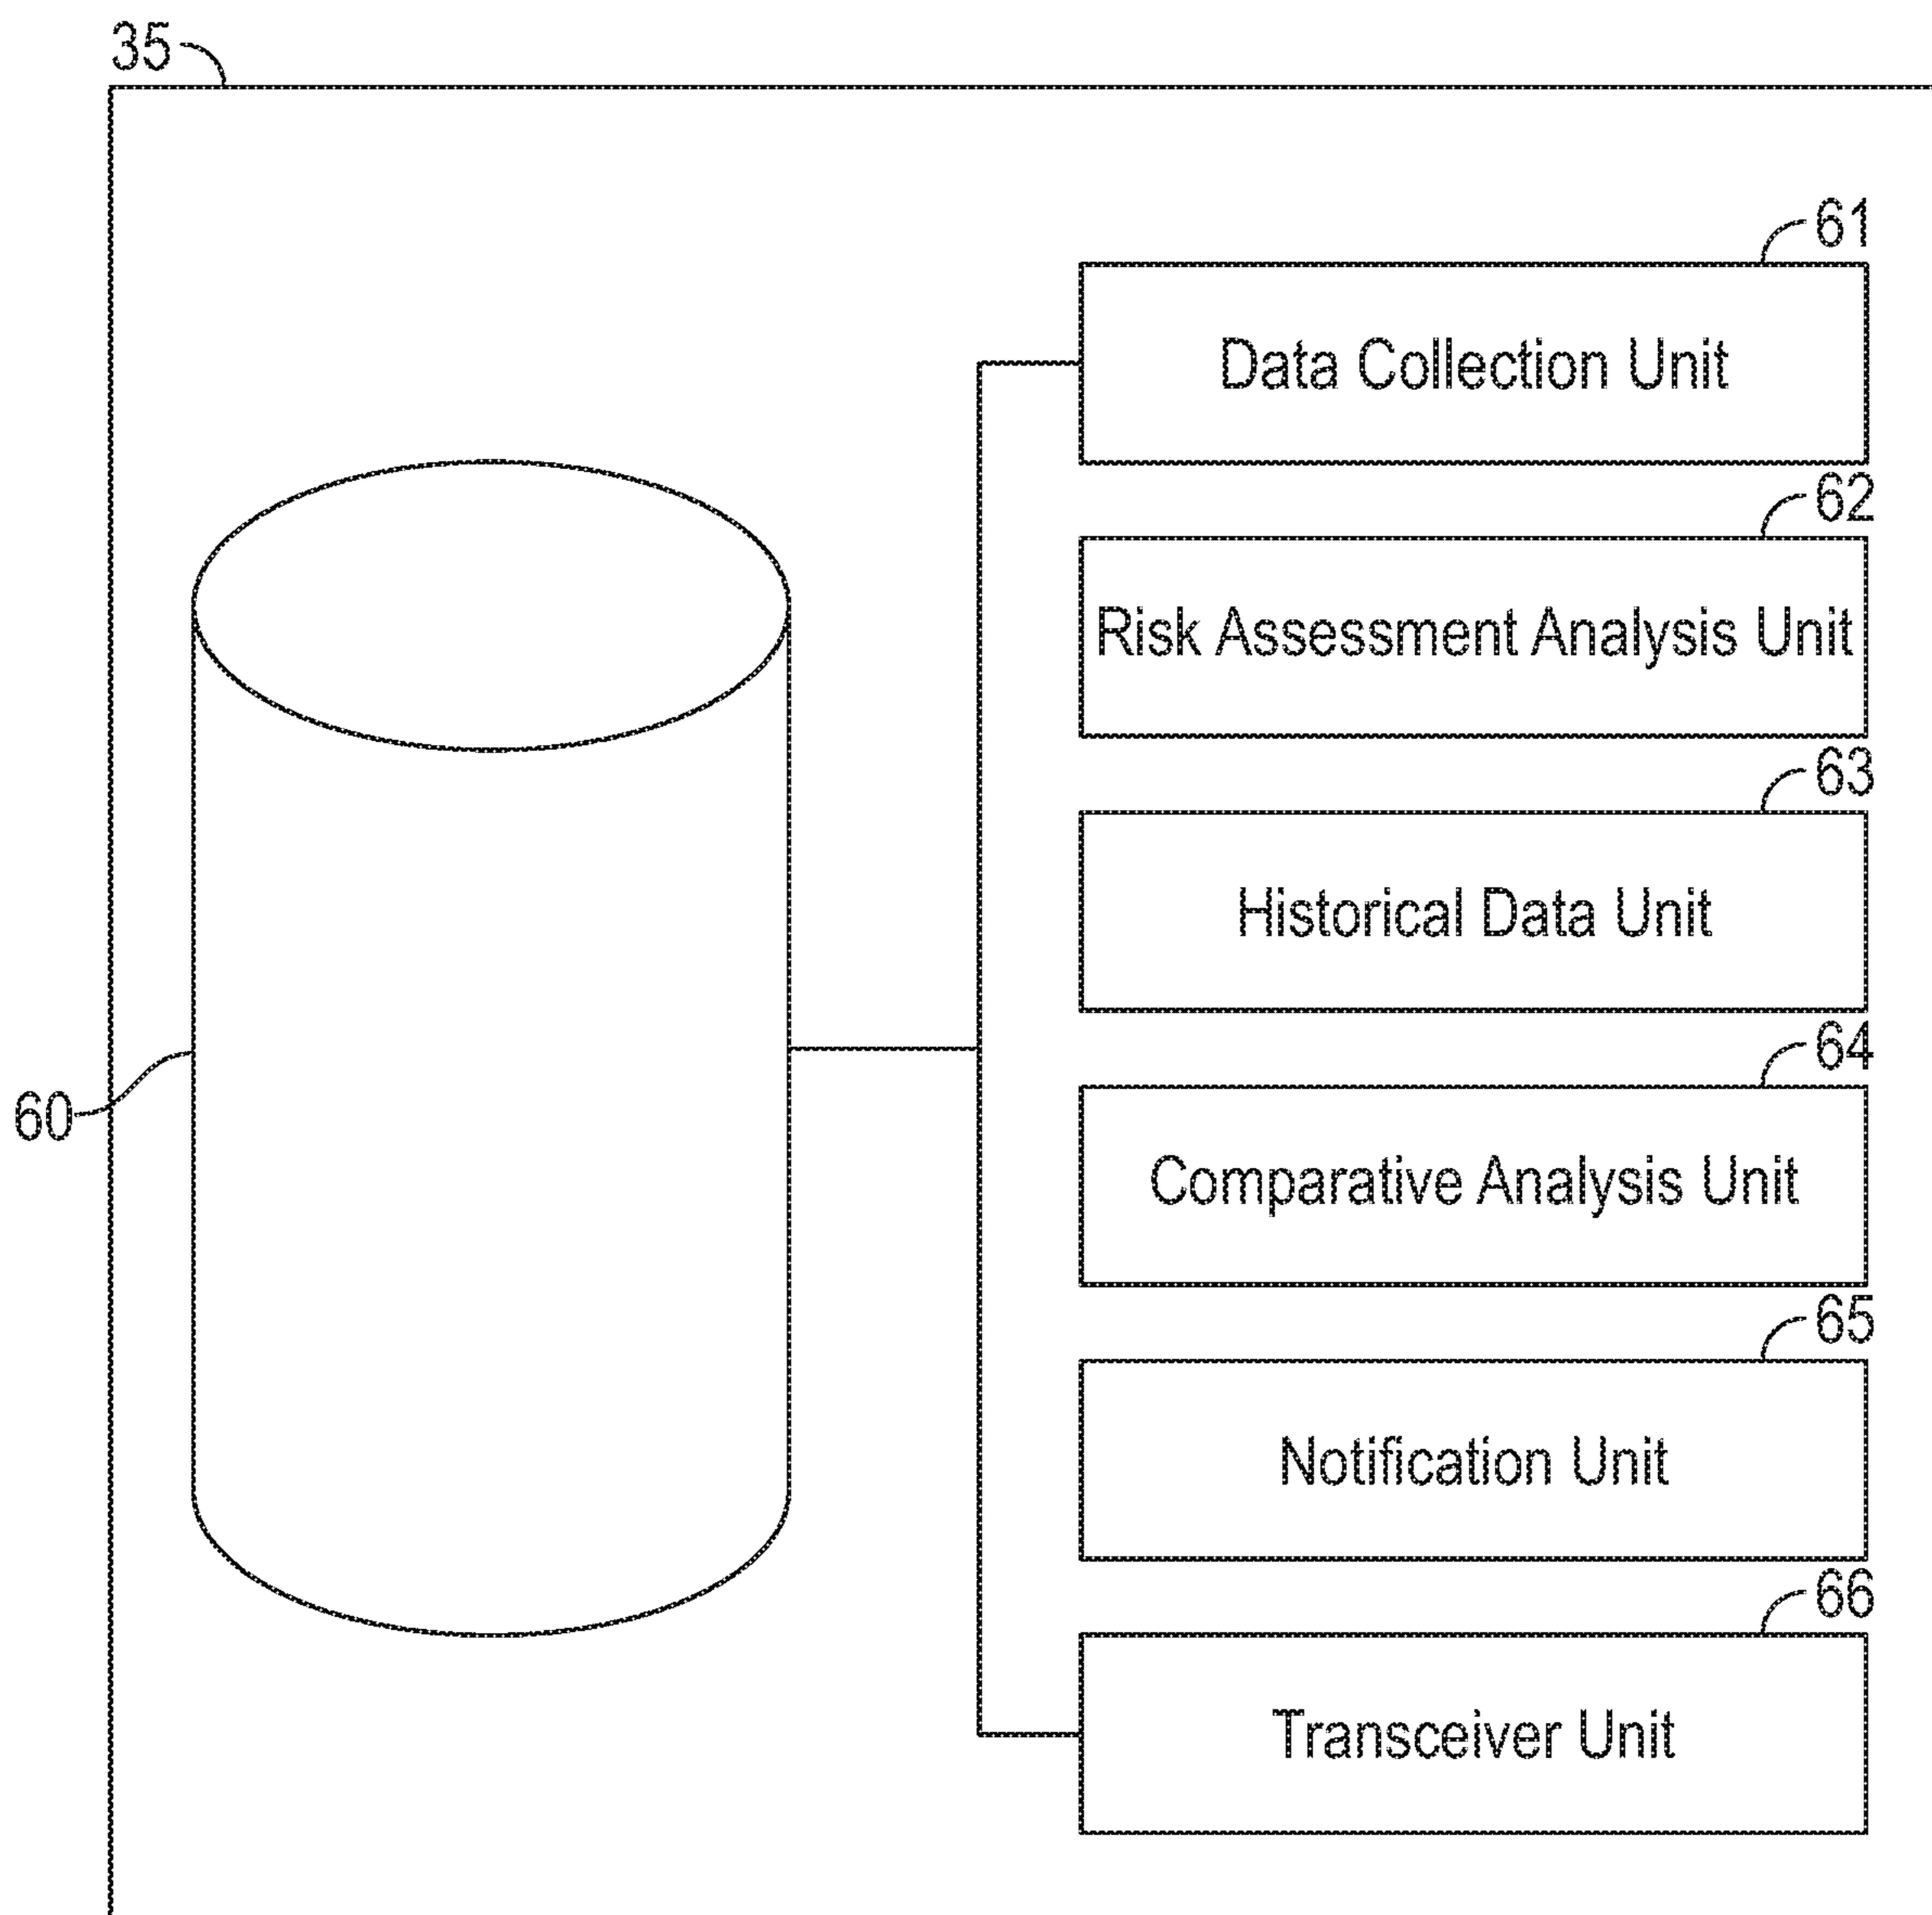 35
61
Data Collection Unit
62
Risk Assessment Analysis Unit
63
Historical Data Unit
64
60
Comparative Analysis Unit
65
Notification Unit
66
Transceiver Unit